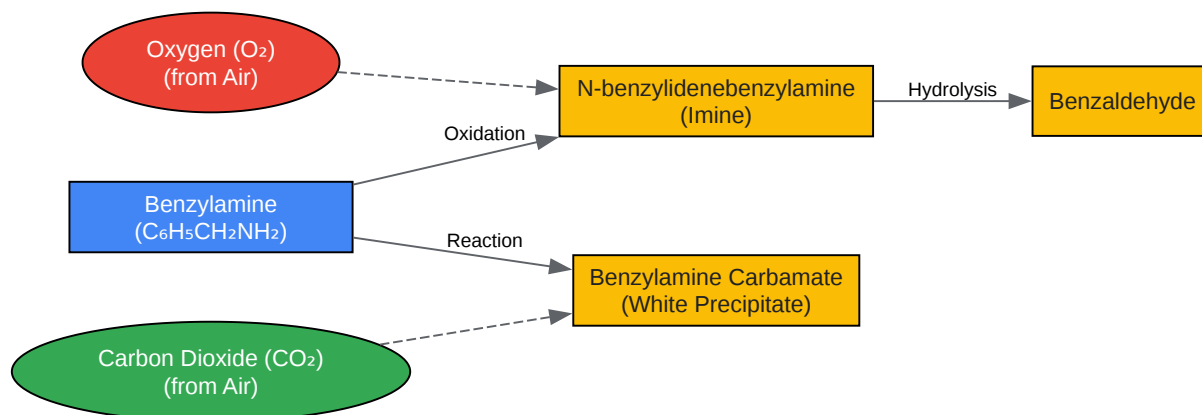 Oxygen (O₂)
(from Air)
N-benzylidenebenzylamine
(Imine)
Hydrolysis
Benzaldehyde
Oxidation
Benzylamine
(C₆H₅CH₂NH₂)
Reaction
Benzylamine Carbamate
(White Precipitate)
Carbon Dioxide (CO₂)
(from Air)